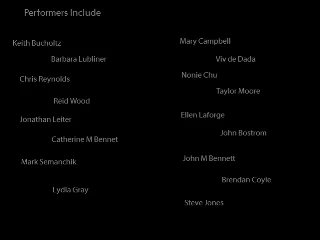 Performers Include
Keith Bucholtz
Barbara Lubliner
Chris Reynolds
Reid Wood
Jonathan Leiter
Catherine M Bennet
Mark Semanchik
Lydia Gray
Mary Campbell
Viv de Dada
Nonie Chu
Taylor Moore
Ellen Laforge
John Bostrom
John M Bennett
Brendan Coyle
Steve Jones